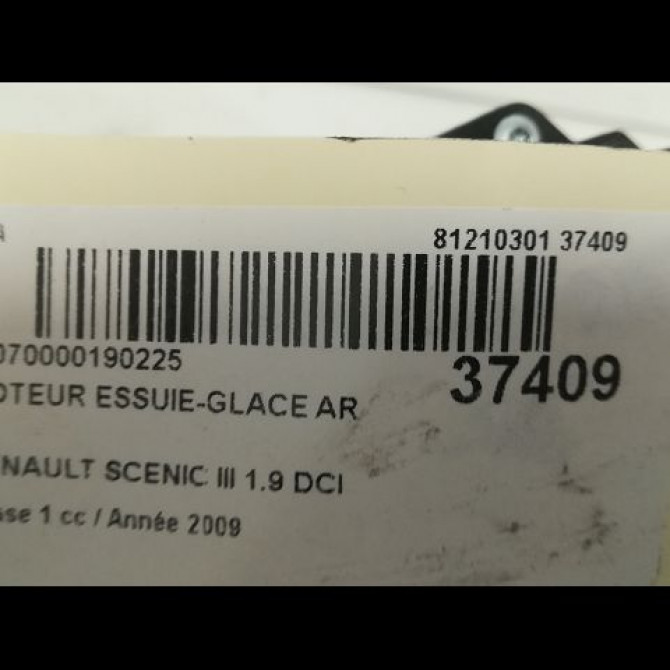 81210301 37409
070000190225
37409
OTEUR ESSUIE-GLACE AR
NAULT SCENIC III 1.9 DCI
sse 1 cc / Année 2009